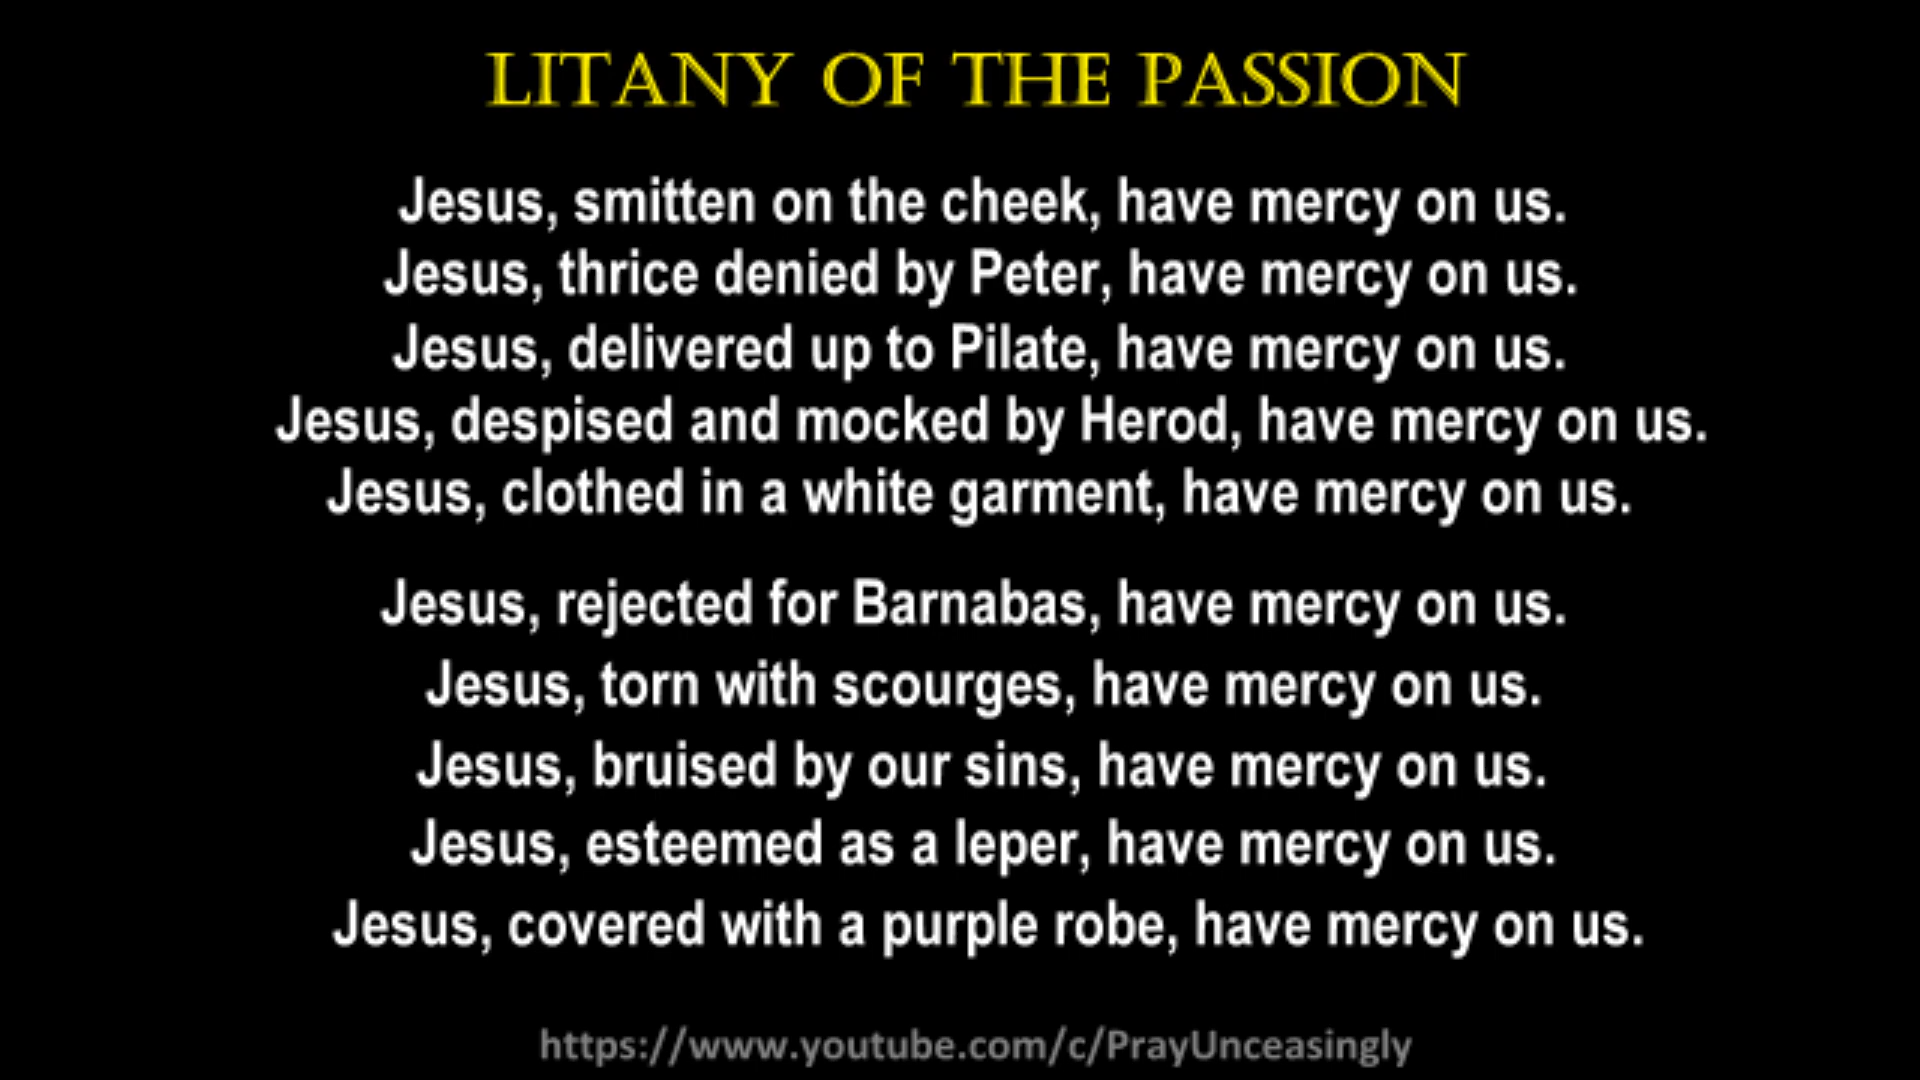 LITANY OF THE PASSION
Jesus, smitten on the cheek, have mercy on us.
Jesus, thrice denied by Peter, have mercy on us.
Jesus, delivered up to Pilate, have mercy on us.
Jesus, despised and mocked by Herod, have mercy on us.
Jesus, clothed in a white garment, have mercy on us.
Jesus, rejected for Barnabas, have mercy on us.
Jesus, torn with scourges, have mercy on us.
Jesus, bruised by our sins, have mercy on us.
Jesus, esteemed as a leper, have mercy on us.
Jesus, covered with a purple robe, have mercy on us.
https://www.youtube.com/c/PrayUnceasingly